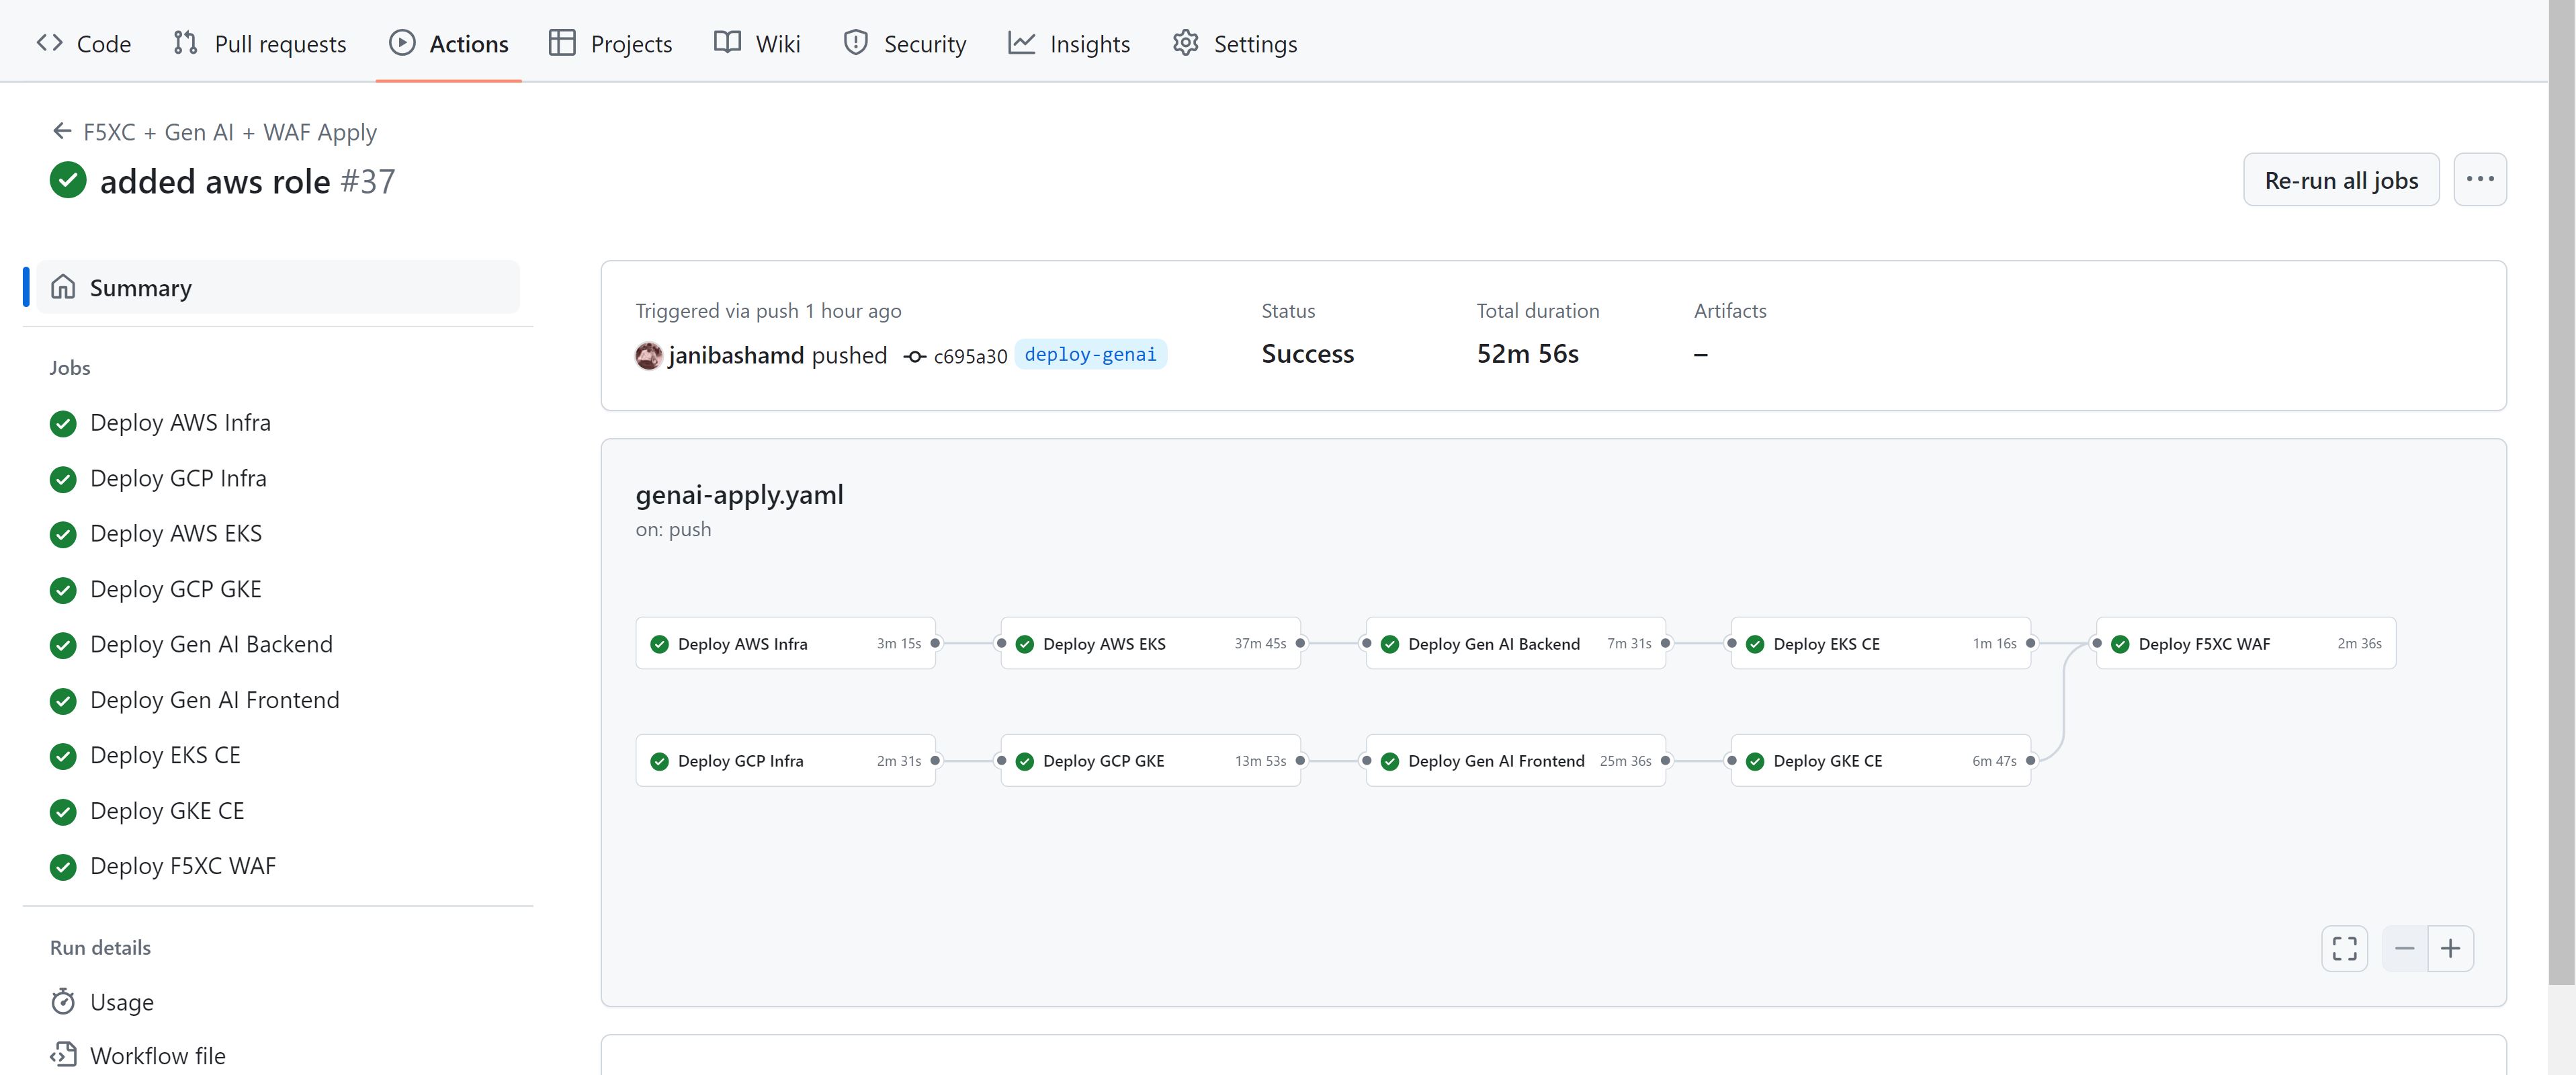 Code Pull requests Actions Projects Wiki Security Insights Settings
F5XC + Gen AI + WAF Apply
added aws role #37
Re-run all jobs
Summary
Jobs
Deploy AWS Infra
Deploy GCP Infra
Deploy AWS EKS
Deploy GCP GKE
Deploy Gen AI Backend
Deploy Gen AI Frontend
Deploy EKS CE
Deploy GKE CE
Deploy F5XC WAF
Run details
Usage
Workflow file
Triggered via push 1 hour ago
janibashamd pushed c695a30 deploy-genai
Status
Success
Total duration
52m 56s
Artifacts
–
genai-apply.yaml
on: push
Deploy AWS Infra 3m 15s
Deploy AWS EKS 37m 45s
Deploy Gen AI Backend 7m 31s
Deploy EKS CE 1m 16s
Deploy F5XC WAF 2m 36s
Deploy GCP Infra 2m 31s
Deploy GCP GKE 13m 53s
Deploy Gen AI Frontend 25m 36s
Deploy GKE CE 6m 47s